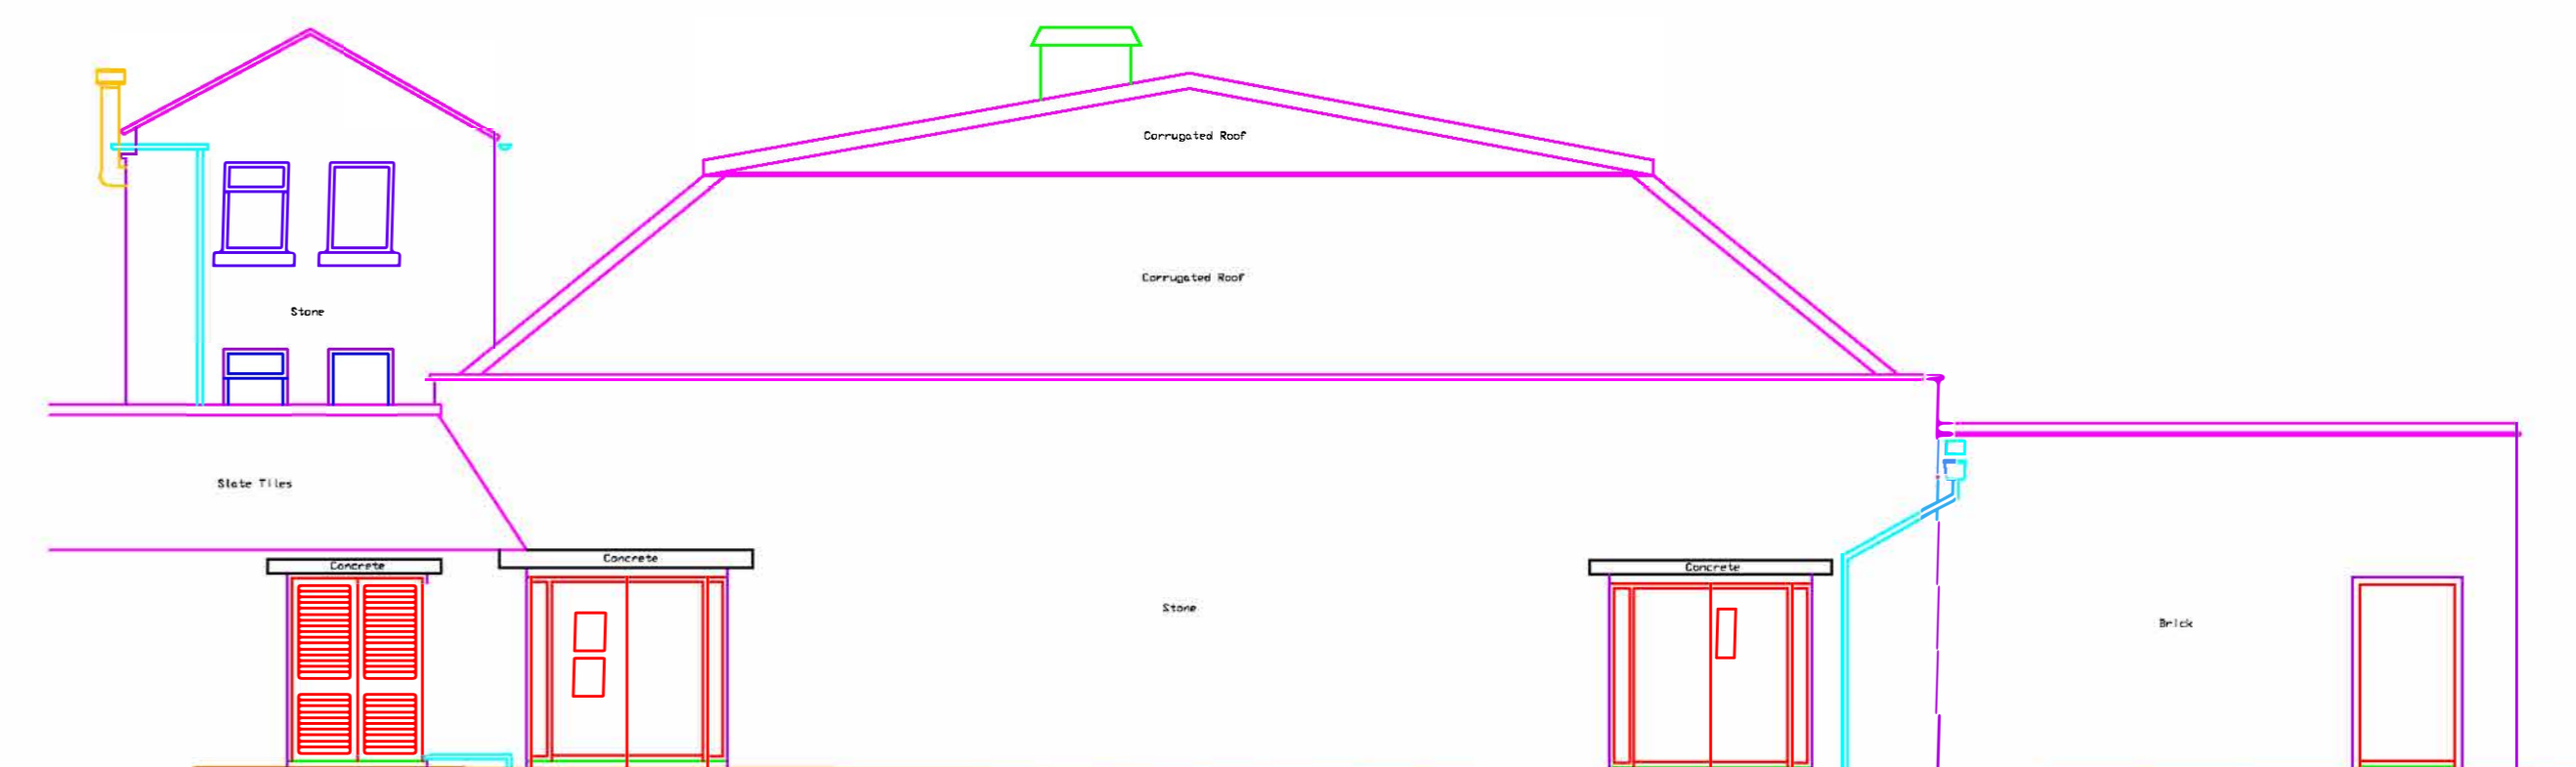 Corrugated Roof
Corrugated Roof
Stone
Slate Tiles
Concrete
Concrete
Concrete
Stone
Brick